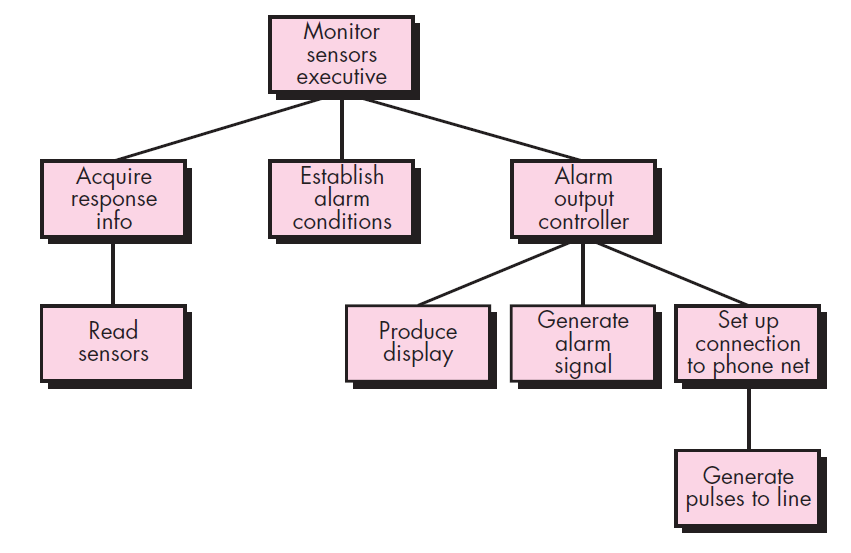 Monitor
sensors
executive
Acquire
response
info
Establish
alarm
conditions
Alarm
output
controller
Read
sensors
Produce
display
Generate
alarm
signal
Set up
connection
to phone net
Generate
pulses to line